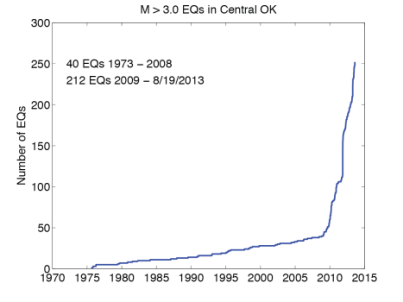 M > 3.0 EQs in Central OK
300
250
200
150
100
50
0
Number of EQs
40 EQs 1973 – 2008
212 EQs 2009 – 8/19/2013
1970 1975 1980 1985 1990 1995 2000 2005 2010 2015